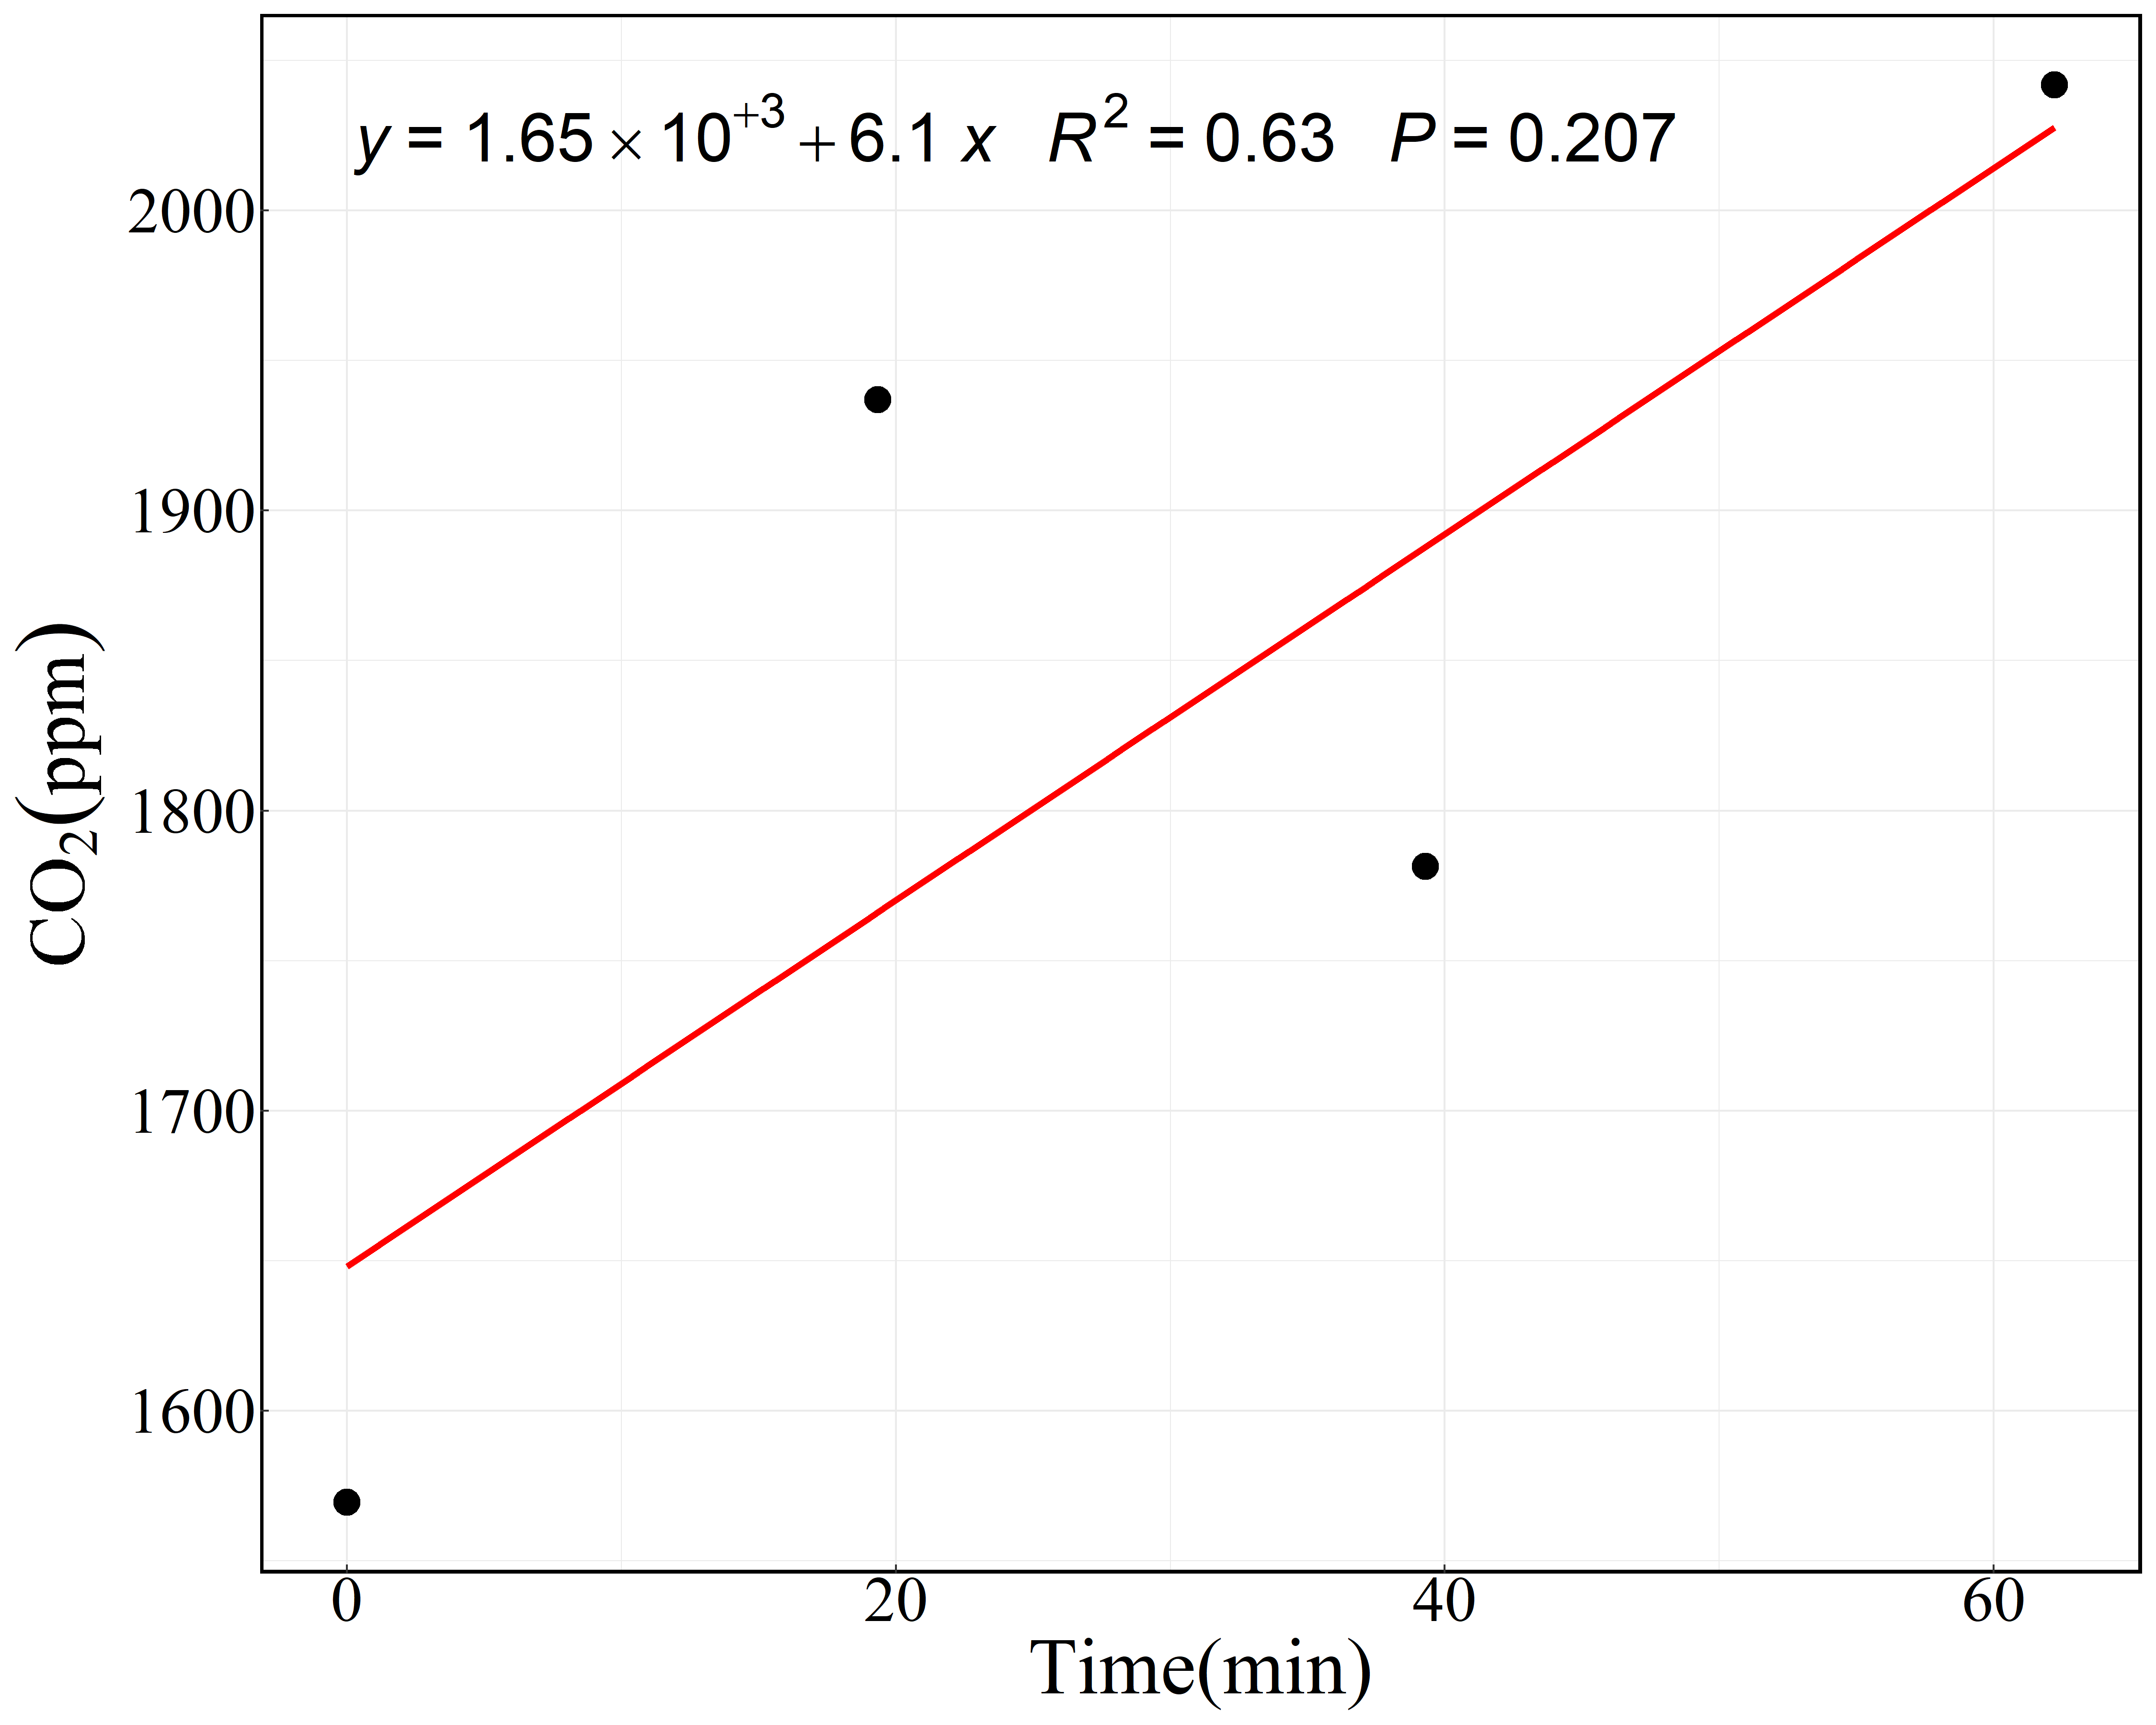 y = 1.65 × 10⁺³ + 6.1 x R² = 0.63 P = 0.207
2000
1900
1800
1700
1600
CO₂(ppm)
0 20 40 60
Time(min)